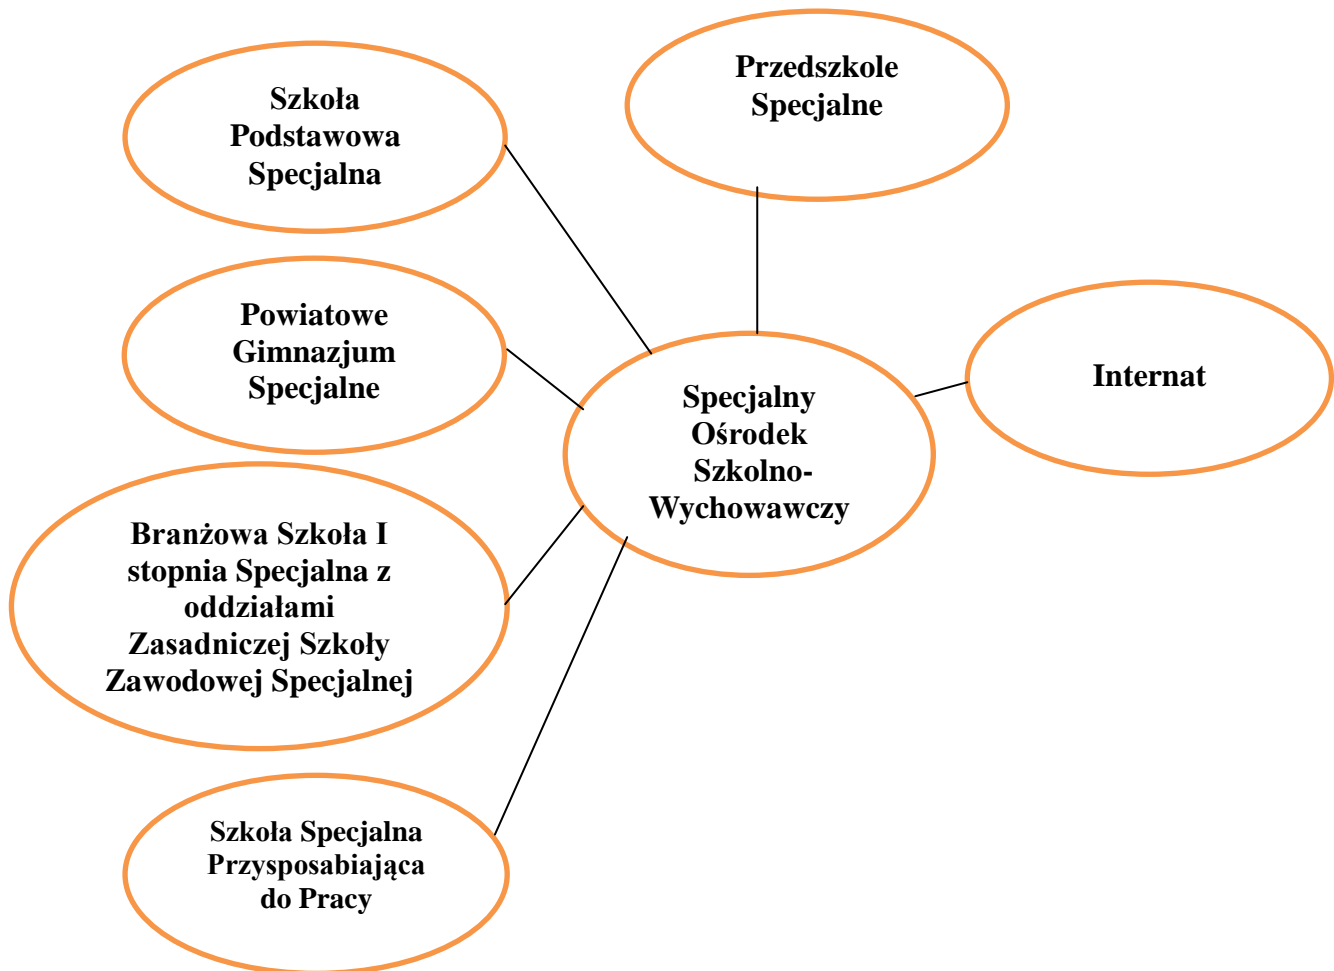 Szkoła
Podstawowa
Specjalna
Przedszkole
Specjalne
Powiatowe
Gimnazjum
Specjalne
Internat
Specjalny
Ośrodek
Szkolno-
Wychowawczy
Branżowa Szkoła I
stopnia Specjalna z
oddziałami
Zasadniczej Szkoły
Zawodowej Specjalnej
Szkoła Specjalna
Przysposabiająca
do Pracy